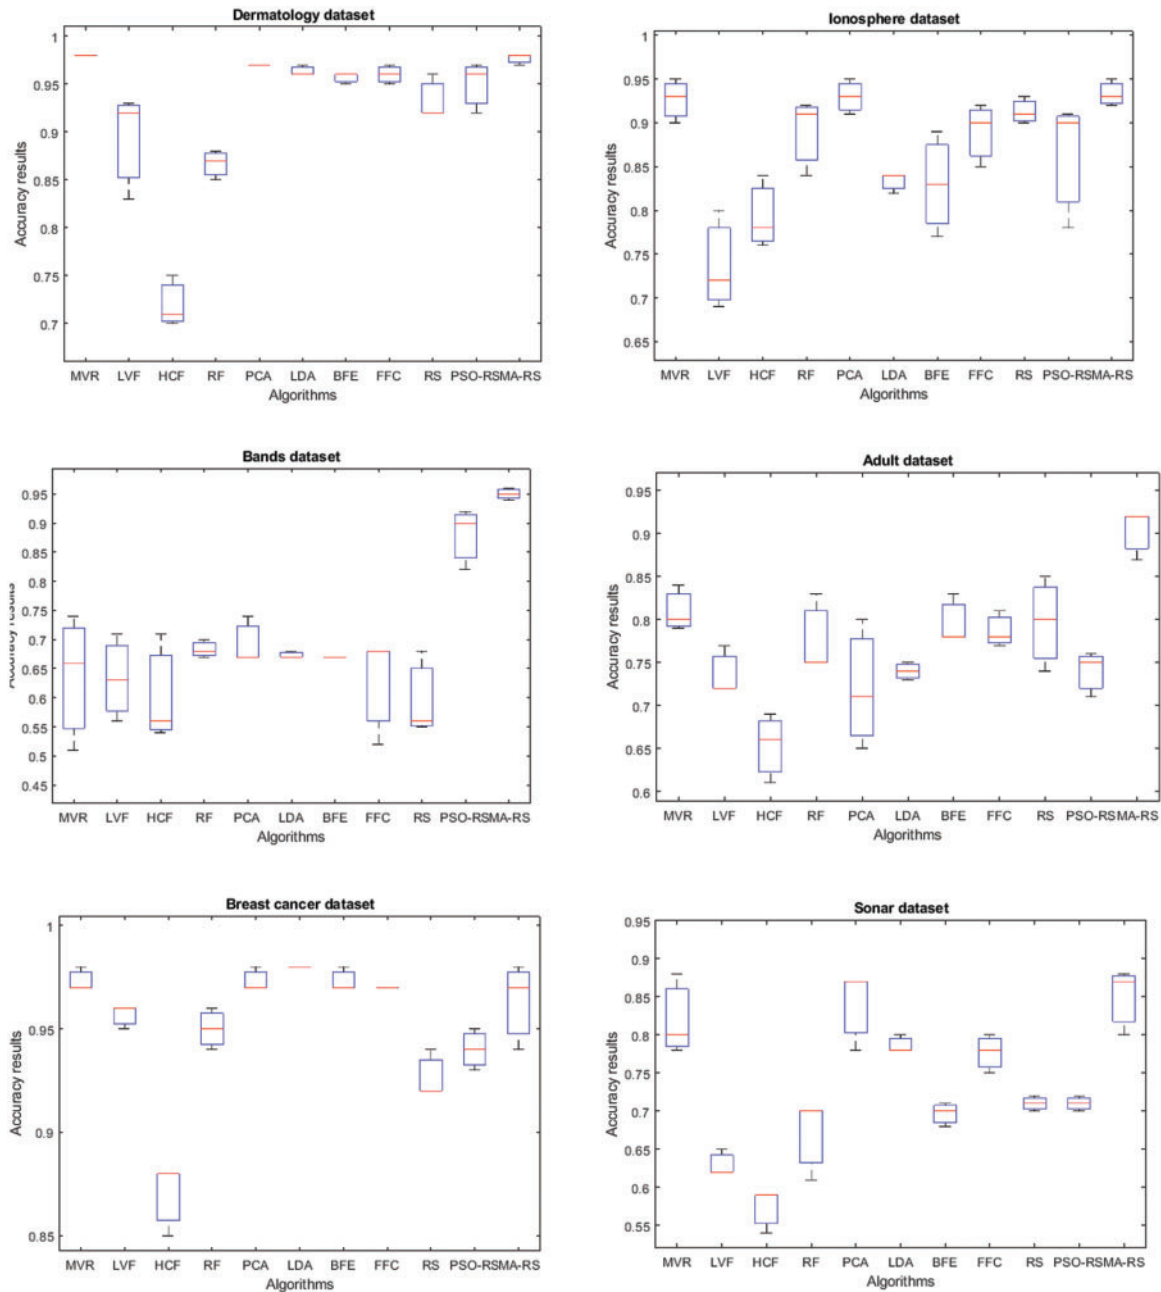 Dermatology dataset
1
0.95
0.9
0.85
0.8
0.75
0.7
Accuracy results
MVR LVF HCF RF PCA LDA BFE FFC RS PSO-RSMA-RS
Algorithms
Ionosphere dataset
1
0.95
0.9
0.85
0.8
0.75
0.7
0.65
Accuracy results
MVR LVF HCF RF PCA LDA BFE FFC RS PSO-RSMA-RS
Algorithms
Bands dataset
0.95
0.9
0.85
0.8
0.75
0.7
0.65
0.6
0.55
0.5
0.45
Accuracy results
MVR LVF HCF RF PCA LDA BFE FFC RS PSO-RSMA-RS
Algorithms
Adult dataset
0.95
0.9
0.85
0.8
0.75
0.7
0.65
0.6
Accuracy results
MVR LVF HCF RF PCA LDA BFE FFC RS PSO-RSMA-RS
Algorithms
Breast cancer dataset
1
0.95
0.9
0.85
Accuracy results
MVR LVF HCF RF PCA LDA BFE FFC RS PSO-RSMA-RS
Algorithms
Sonar dataset
0.95
0.9
0.85
0.8
0.75
0.7
0.65
0.6
0.55
Accuracy results
MVR LVF HCF RF PCA LDA BFE FFC RS PSO-RSMA-RS
Algorithms